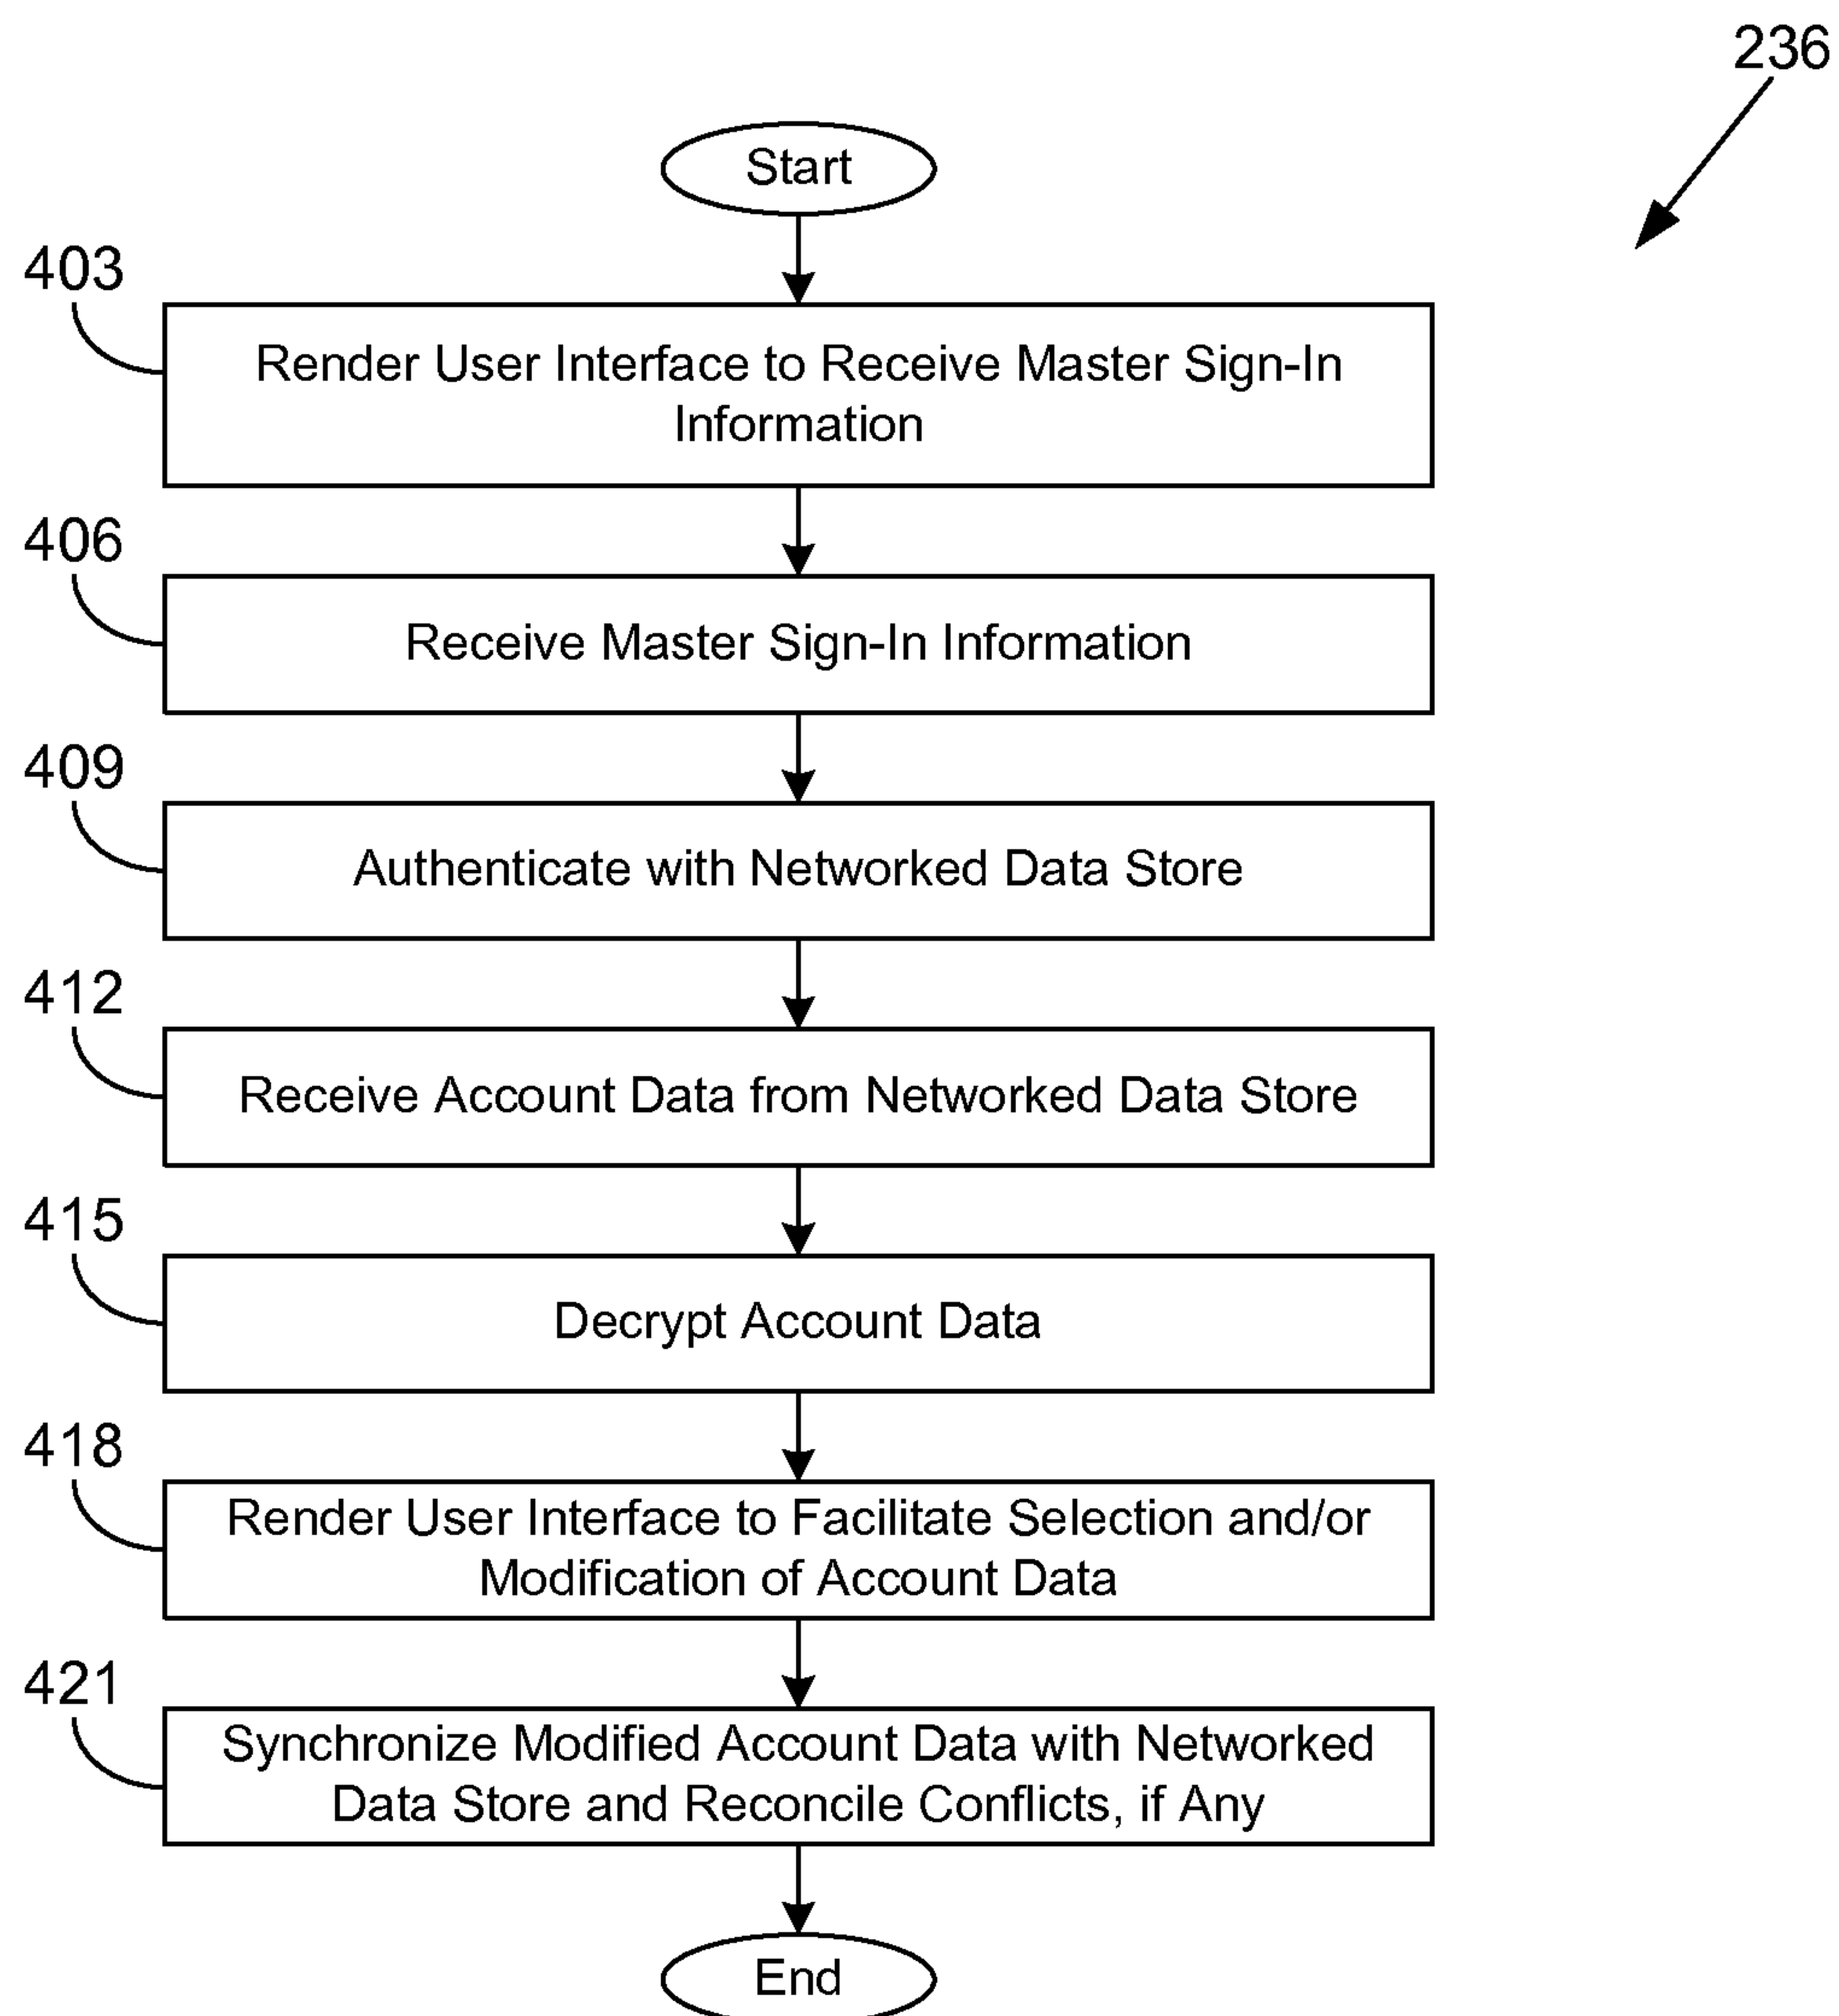 236
Start
403
Render User Interface to Receive Master Sign-In
Information
406
Receive Master Sign-In Information
409
Authenticate with Networked Data Store
412
Receive Account Data from Networked Data Store
415
Decrypt Account Data
418
Render User Interface to Facilitate Selection and/or
Modification of Account Data
421
Synchronize Modified Account Data with Networked
Data Store and Reconcile Conflicts, if Any
End